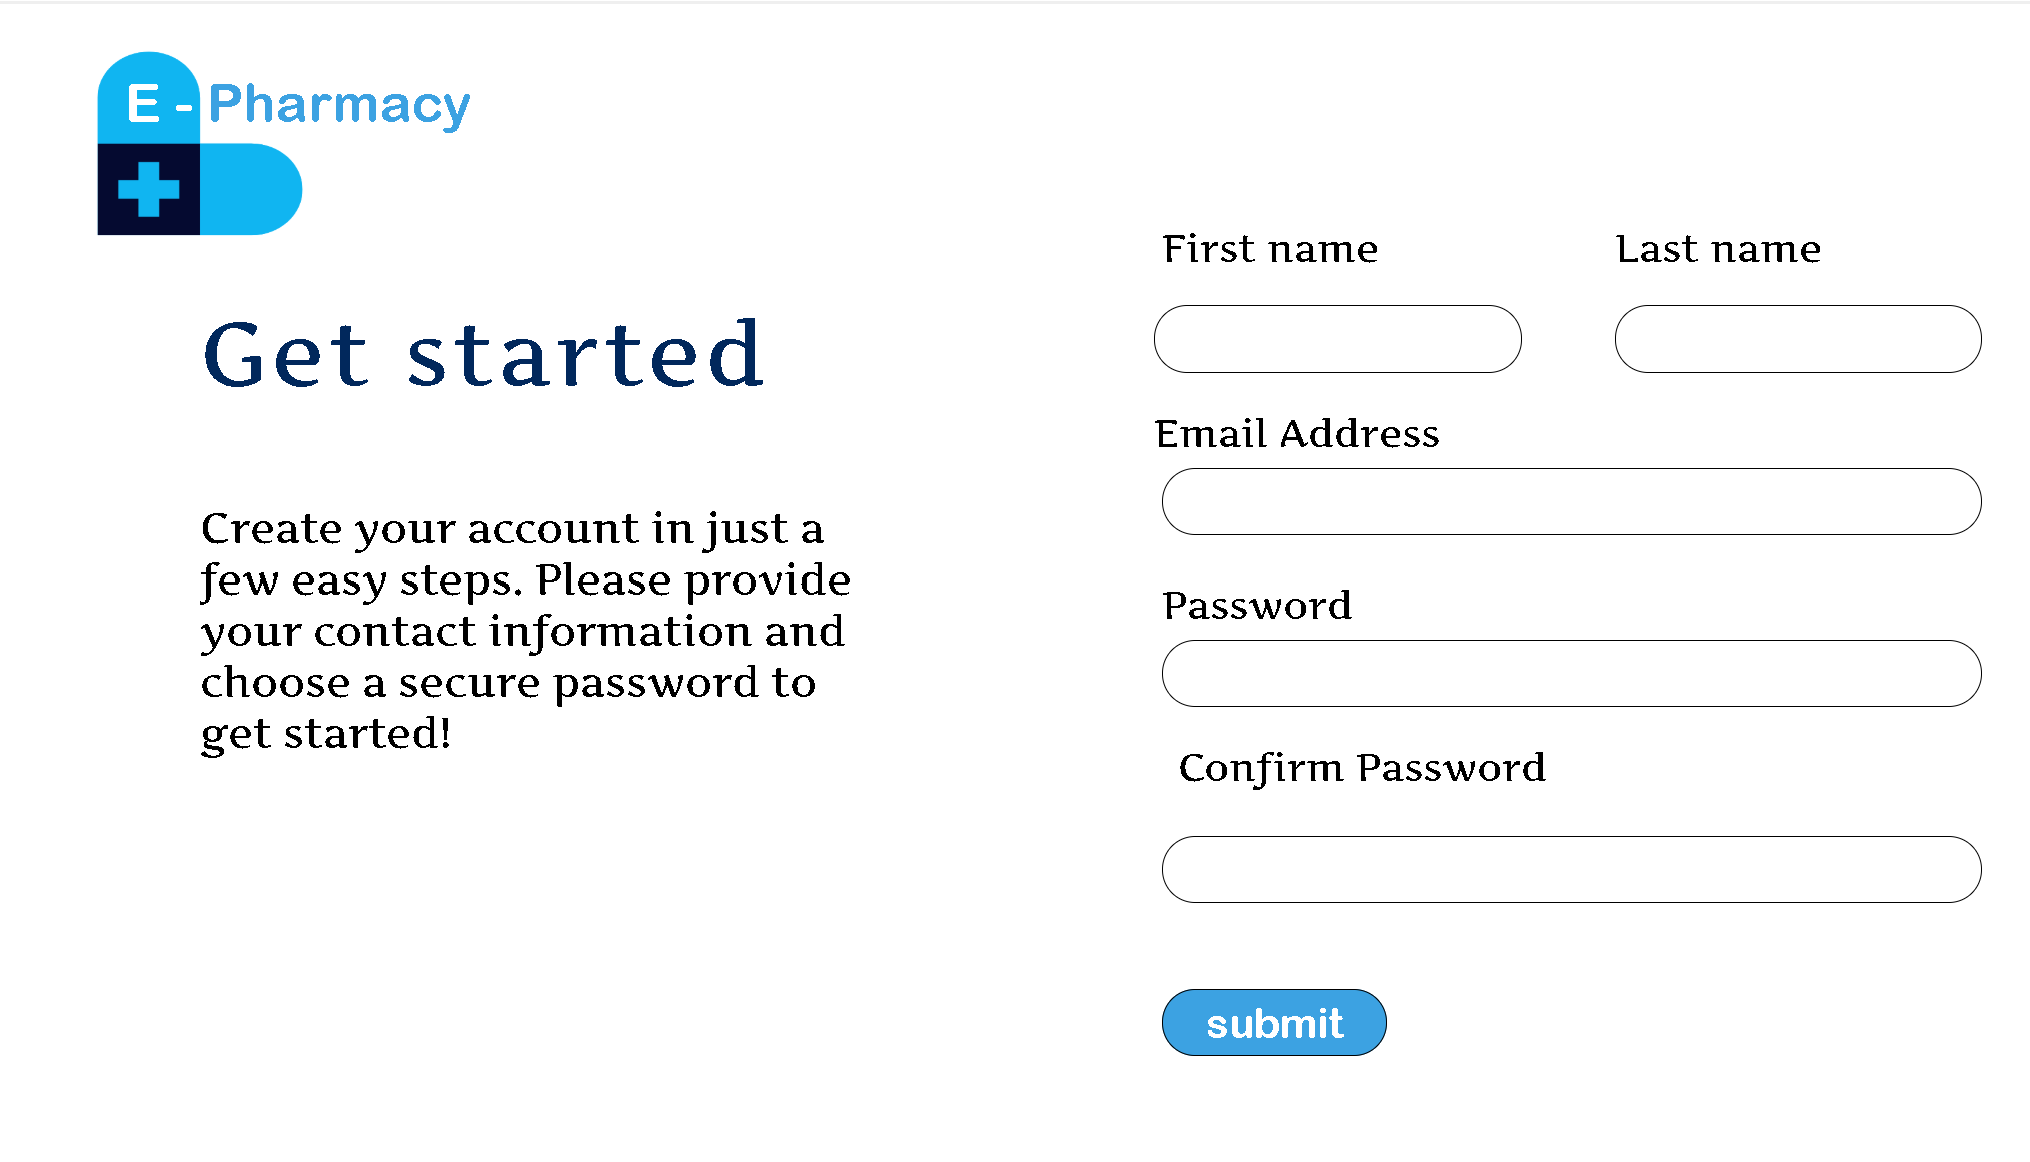 E - Pharmacy
Get started
Create your account in just a
few easy steps. Please provide
your contact information and
choose a secure password to
get started!
First name
Last name
Email Address
Password
Confirm Password
submit